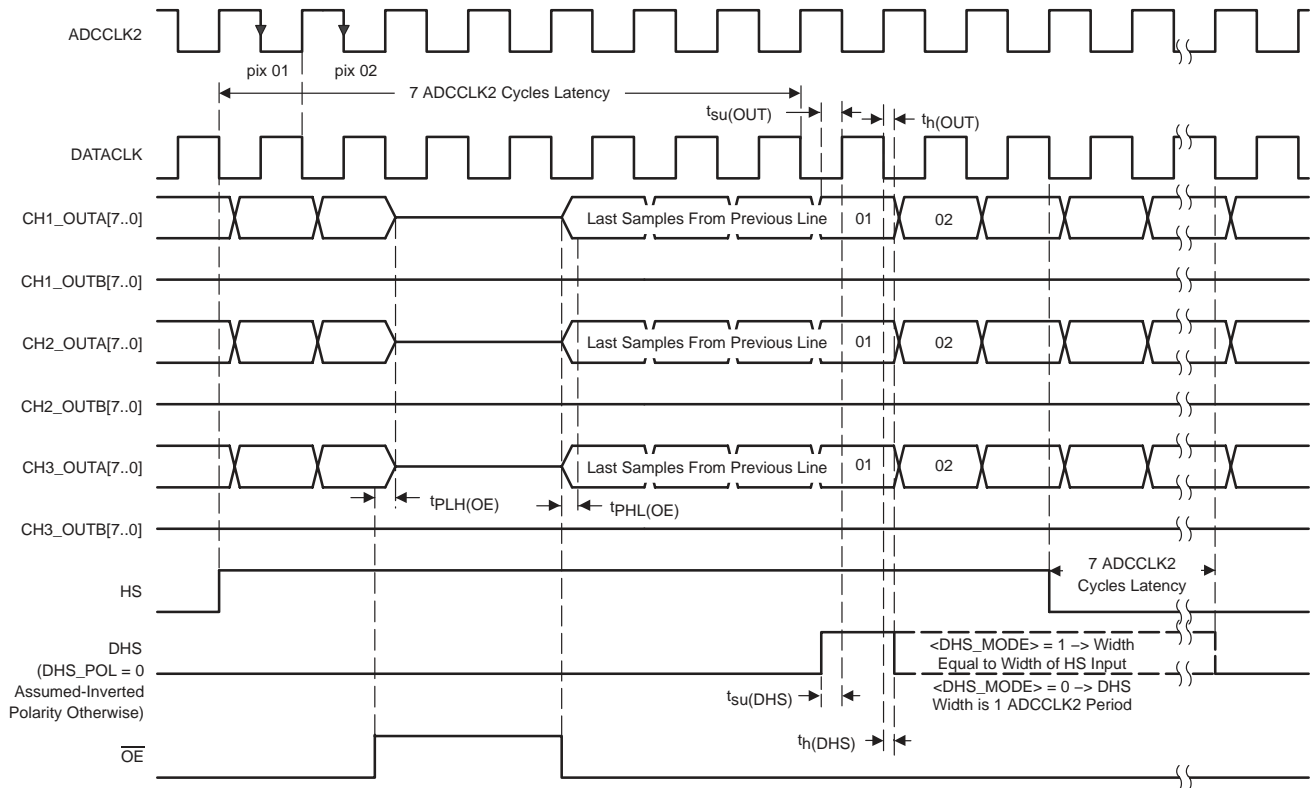 ADCCLK2
pix 01
pix 02
7 ADCCLK2 Cycles Latency
tsu(OUT)
th(OUT)
DATACLK
CH1_OUTA[7..0]
Last Samples From Previous Line
01
02
CH1_OUTB[7..0]
CH2_OUTA[7..0]
Last Samples From Previous Line
01
02
CH2_OUTB[7..0]
CH3_OUTA[7..0]
Last Samples From Previous Line
01
02
tPLH(OE)
tPHL(OE)
CH3_OUTB[7..0]
7 ADCCLK2
Cycles Latency
HS
DHS
(DHS_POL = 0
Assumed-Inverted
Polarity Otherwise)
<DHS_MODE> = 1 –> Width
Equal to Width of HS Input
<DHS_MODE> = 0 –> DHS
Width is 1 ADCCLK2 Period
tsu(DHS)
th(DHS)
OE